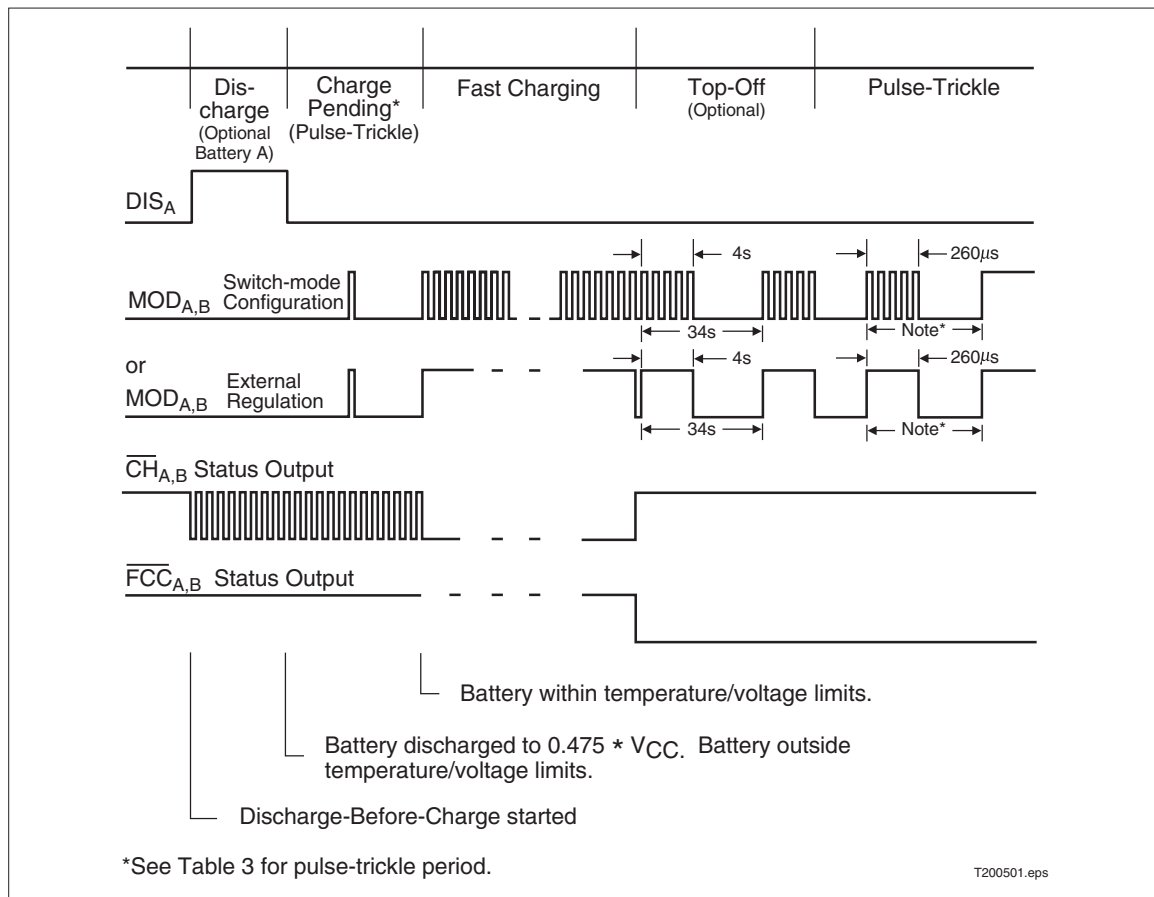 Dis-
charge
(Optional
Battery A)
Charge
Pending*
(Pulse-Trickle)
Fast Charging
Top-Off
(Optional)
Pulse-Trickle
DISA
MODA,B
Switch-mode
Configuration
4s
260µs
34s
Note*
or
MODA,B
External
Regulation
4s
260µs
34s
Note*
CHA,B Status Output
FCCA,B Status Output
Battery within temperature/voltage limits.
Battery discharged to 0.475 * VCC. Battery outside
temperature/voltage limits.
Discharge-Before-Charge started
*See Table 3 for pulse-trickle period.
T200501.eps